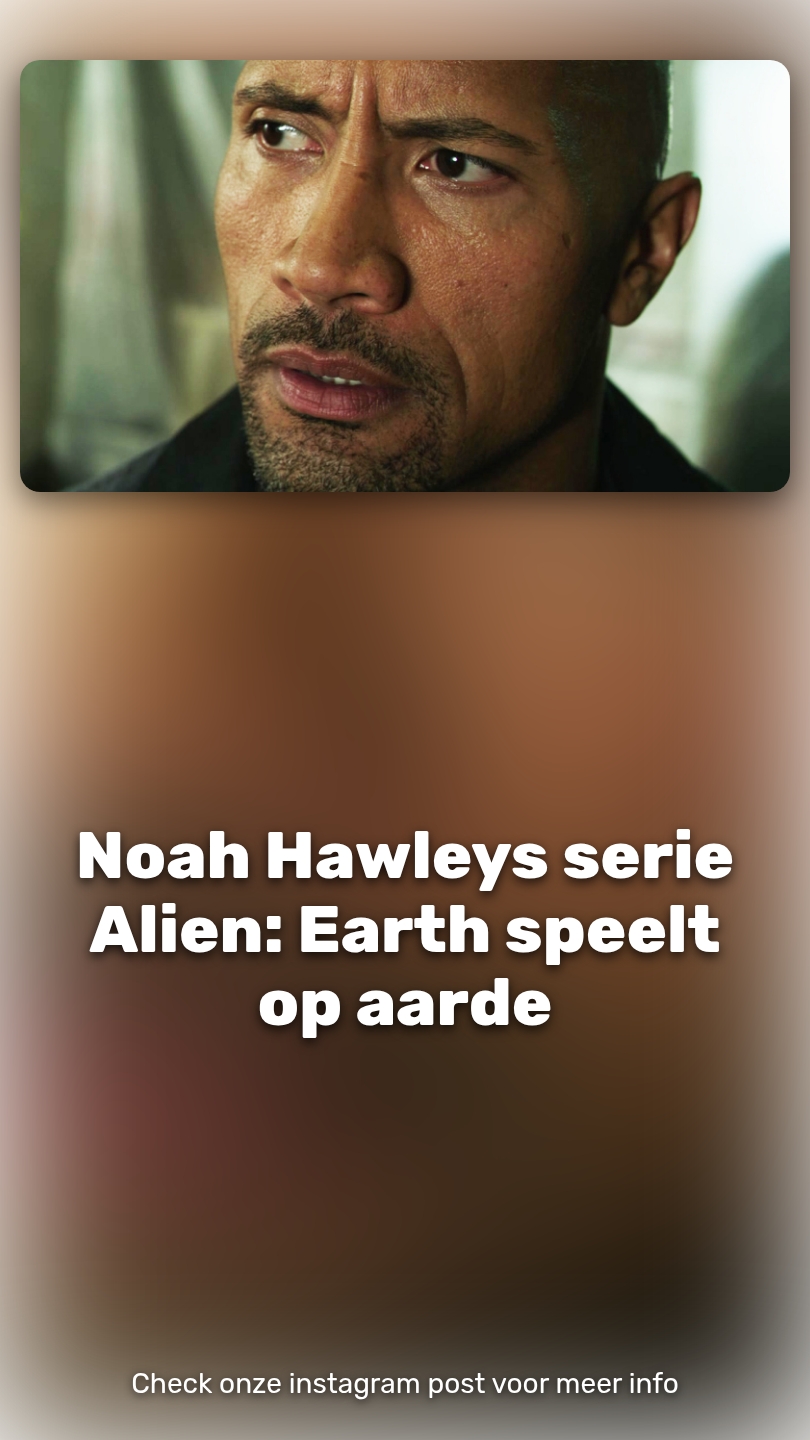 Noah Hawleys serie
Alien: Earth speelt
op aarde
Check onze instagram post voor meer info